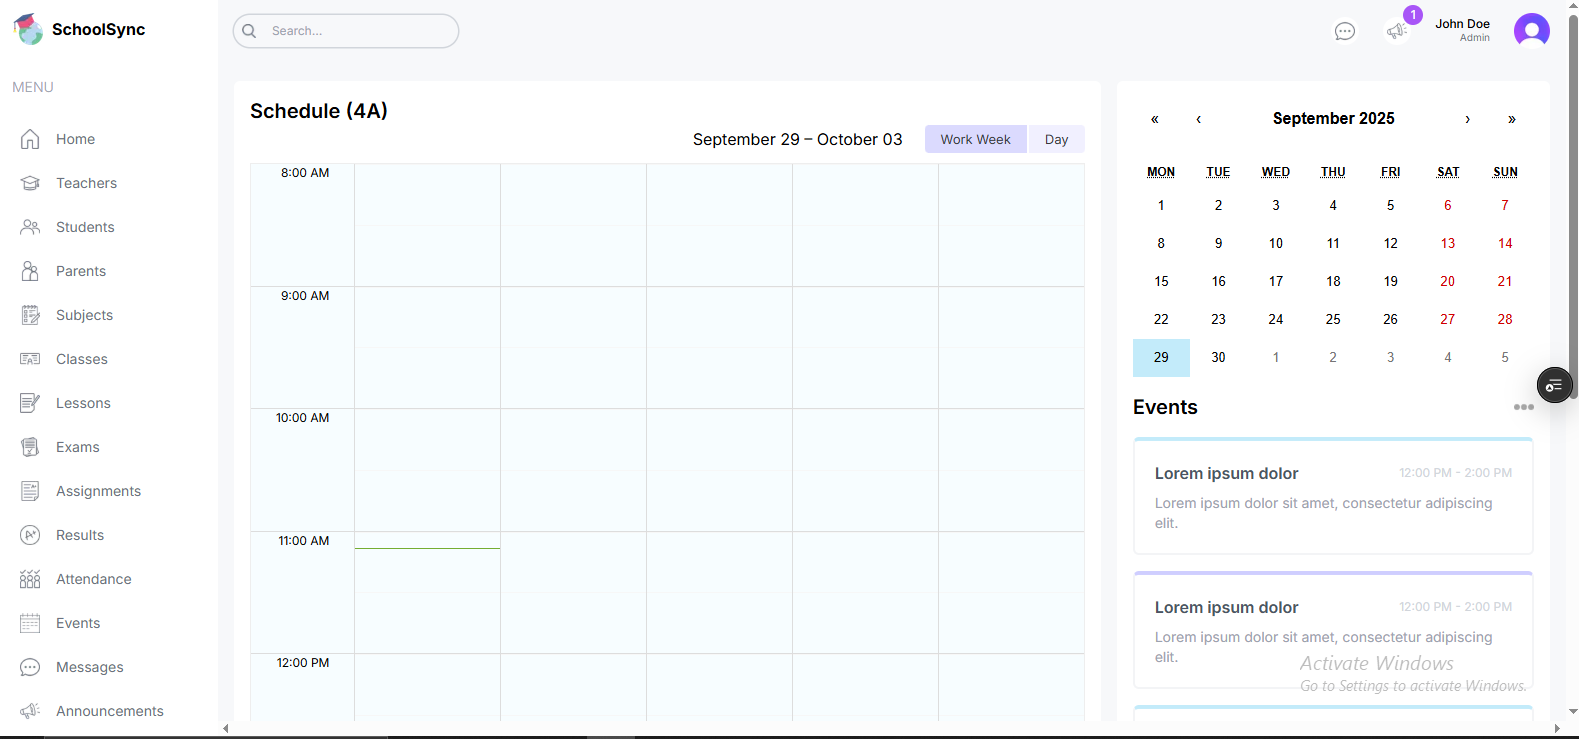 SchoolSync
Search...
1
John Doe
Admin
MENU
Home
Teachers
Students
Parents
Subjects
Classes
Lessons
Exams
Assignments
Results
Attendance
Events
Messages
Announcements
Schedule (4A)
September 29 – October 03
Work Week
Day
8:00 AM
9:00 AM
10:00 AM
11:00 AM
12:00 PM
« ‹ September 2025 › »
MON TUE WED THU FRI SAT SUN
1 2 3 4 5 6 7
8 9 10 11 12 13 14
15 16 17 18 19 20 21
22 23 24 25 26 27 28
29 30 1 2 3 4 5
Events
Lorem ipsum dolor 12:00 PM - 2:00 PM
Lorem ipsum dolor sit amet, consectetur adipiscing
elit.
Lorem ipsum dolor 12:00 PM - 2:00 PM
Lorem ipsum dolor sit amet, consectetur adipiscing
elit.
Activate Windows
Go to Settings to activate Windows.